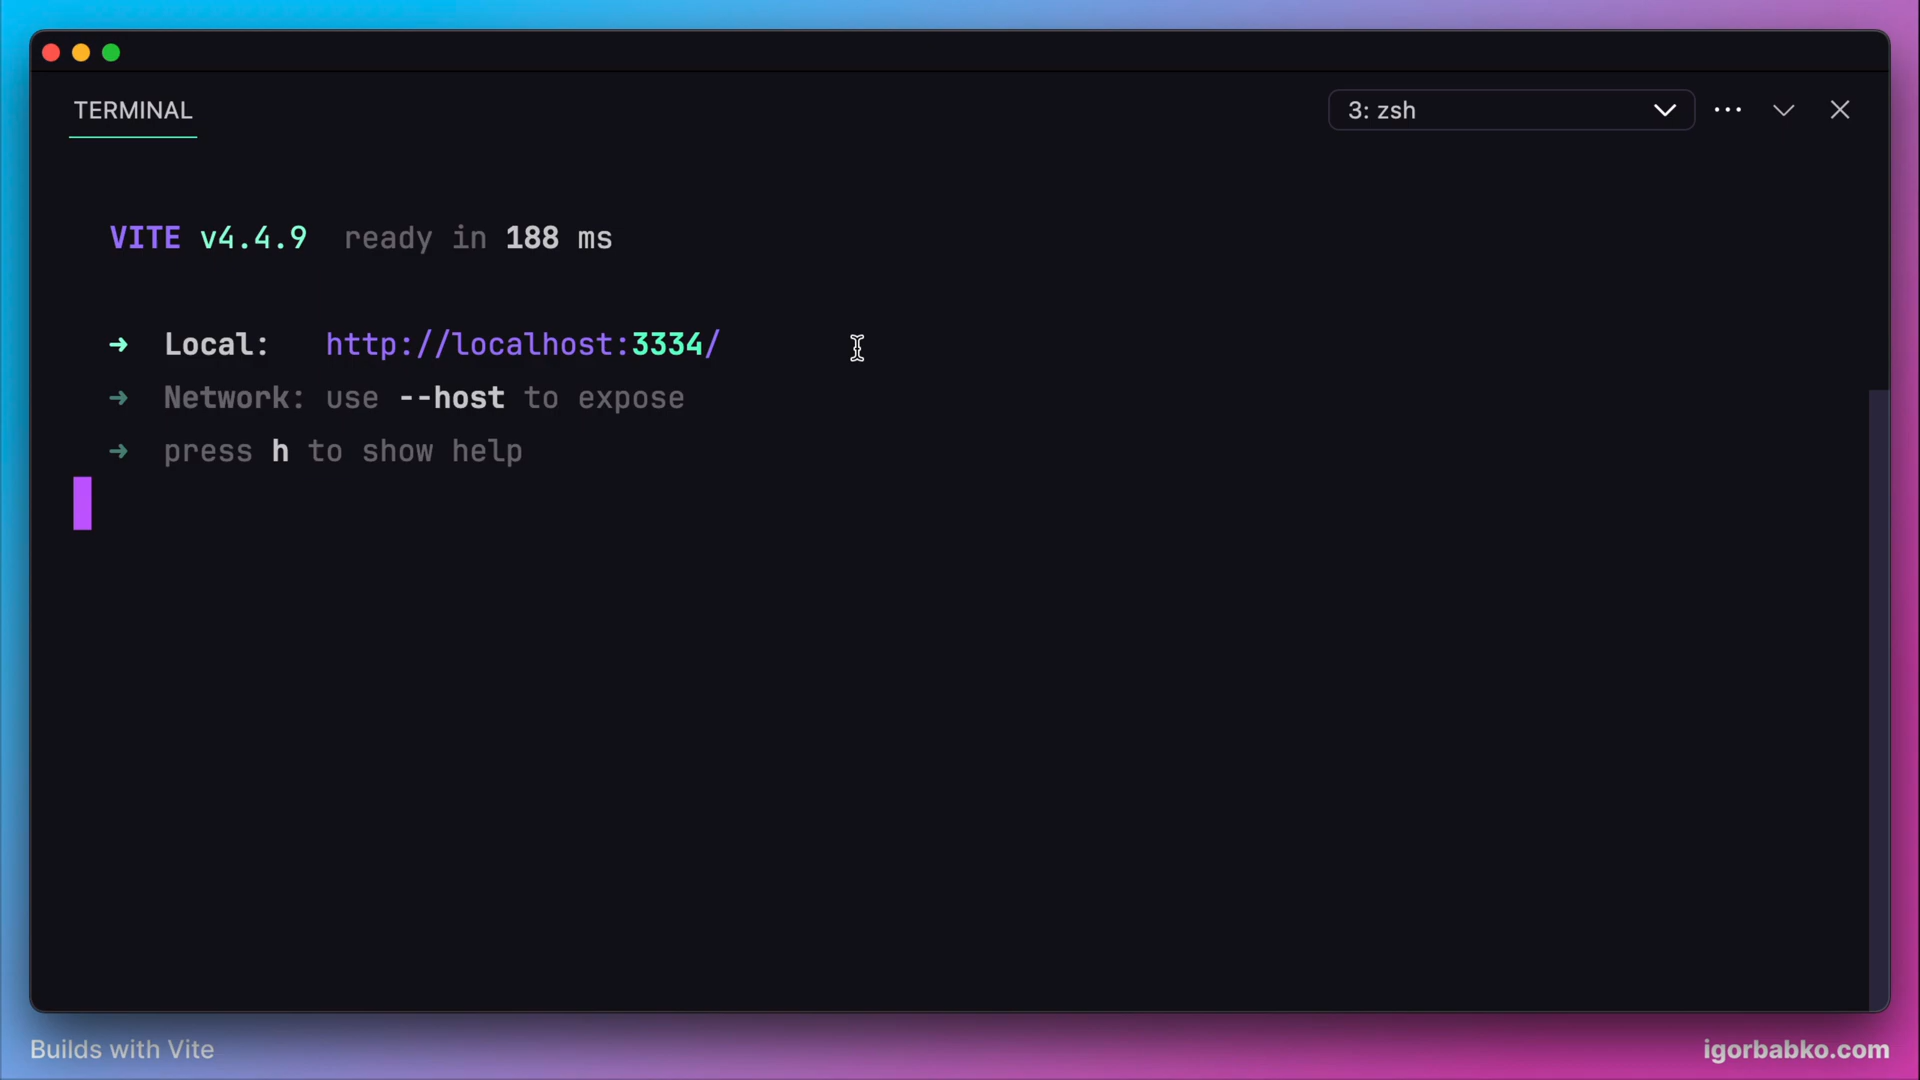 TERMINAL
3: zsh
VITE v4.4.9 ready in 188 ms
➜ Local: http://localhost:3334/
➜ Network: use --host to expose
➜ press h to show help
Builds with Vite
igorbabko.com